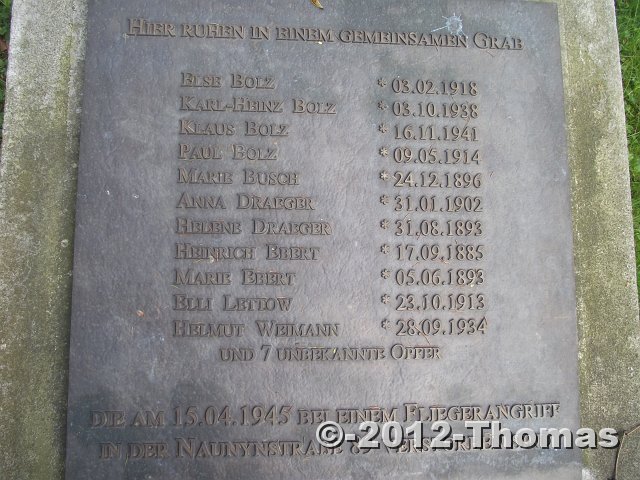 Hier ruhen in einem gemeinsamen Grab
Else Bolz * 03.02.1918
Karl-Heinz Bolz * 03.10.1938
Klaus Bolz * 16.11.1941
Paul Bolz * 09.05.1914
Marie Busch * 24.12.1896
Anna Draeger * 31.01.1902
Helene Draeger * 31.08.1893
Heinrich Ebert * 17.09.1885
Marie Ebert * 05.06.1893
Elli Lettow * 23.10.1913
Helmut Weimann * 28.09.1934
und 7 unbekannte Opfer
die am 15.04.1945 bei einem Fliegerangriff
in der Naunynstraße
© 2012-Thomas